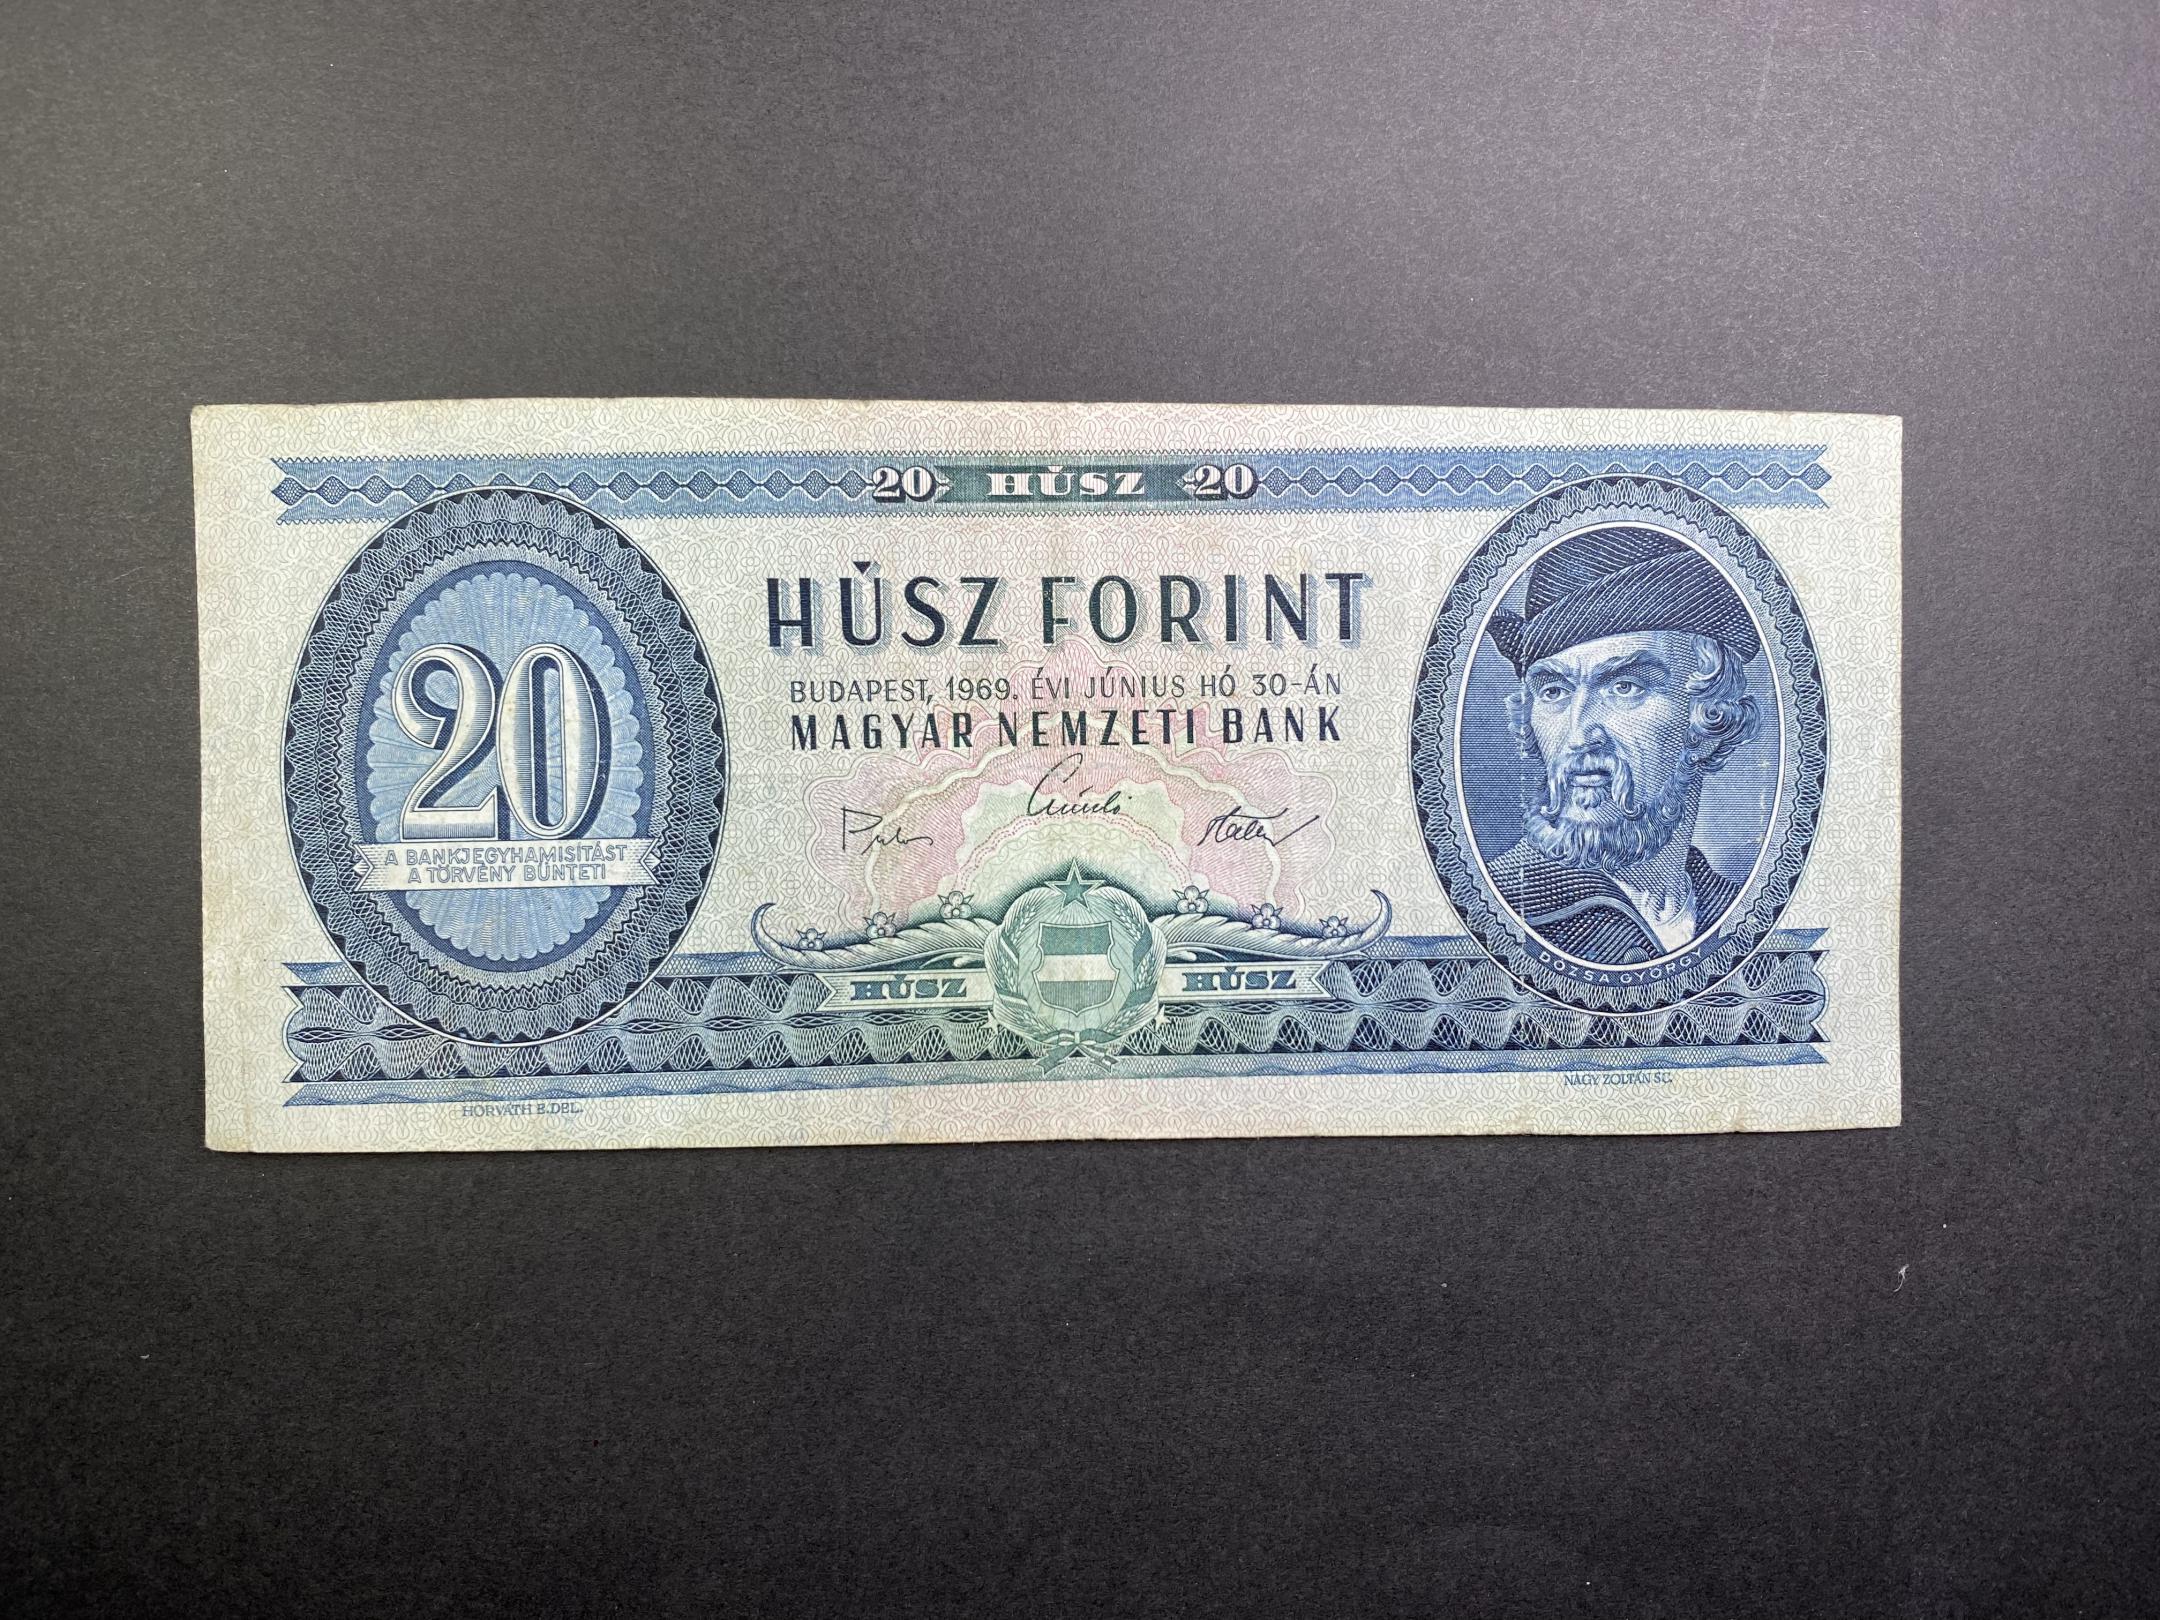 20 HÚSZ 20
HÚSZ FORINT
BUDAPEST, 1969. ÉVI JÚNIUS HÓ 30-ÁN
MAGYAR NEMZETI BANK
20
A BANKJEGYHAMISÍTÁST
A TÖRVÉNY BÜNTETI
HÚSZ HÚSZ
DÓZSA GYÖRGY
HORVÁTH E. DEL.
NAGY ZOLTÁN SC.